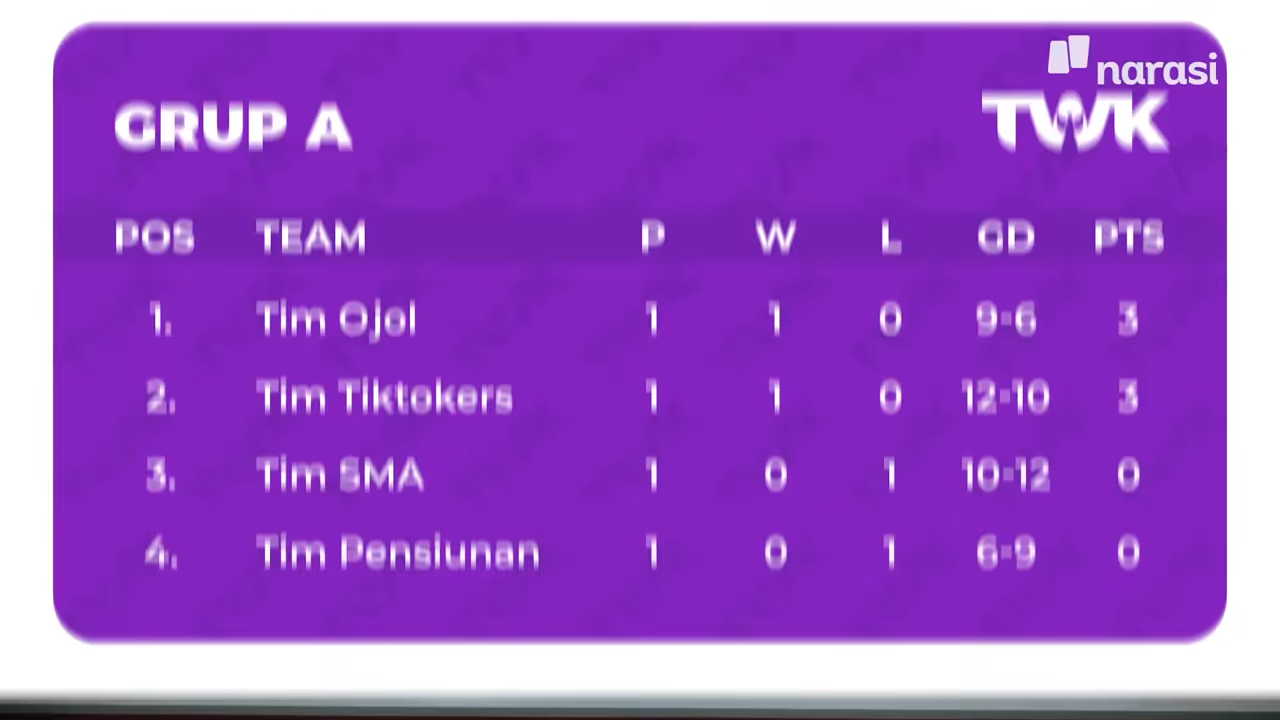 narasi
GRUP A TWK
POS TEAM P W L GD PTS
1. Tim Ojol 1 1 0 9-6 3
2. Tim Tiktokers 1 1 0 12-10 3
3. Tim SMA 1 0 1 10-12 0
4. Tim Pensiunan 1 0 1 6-9 0